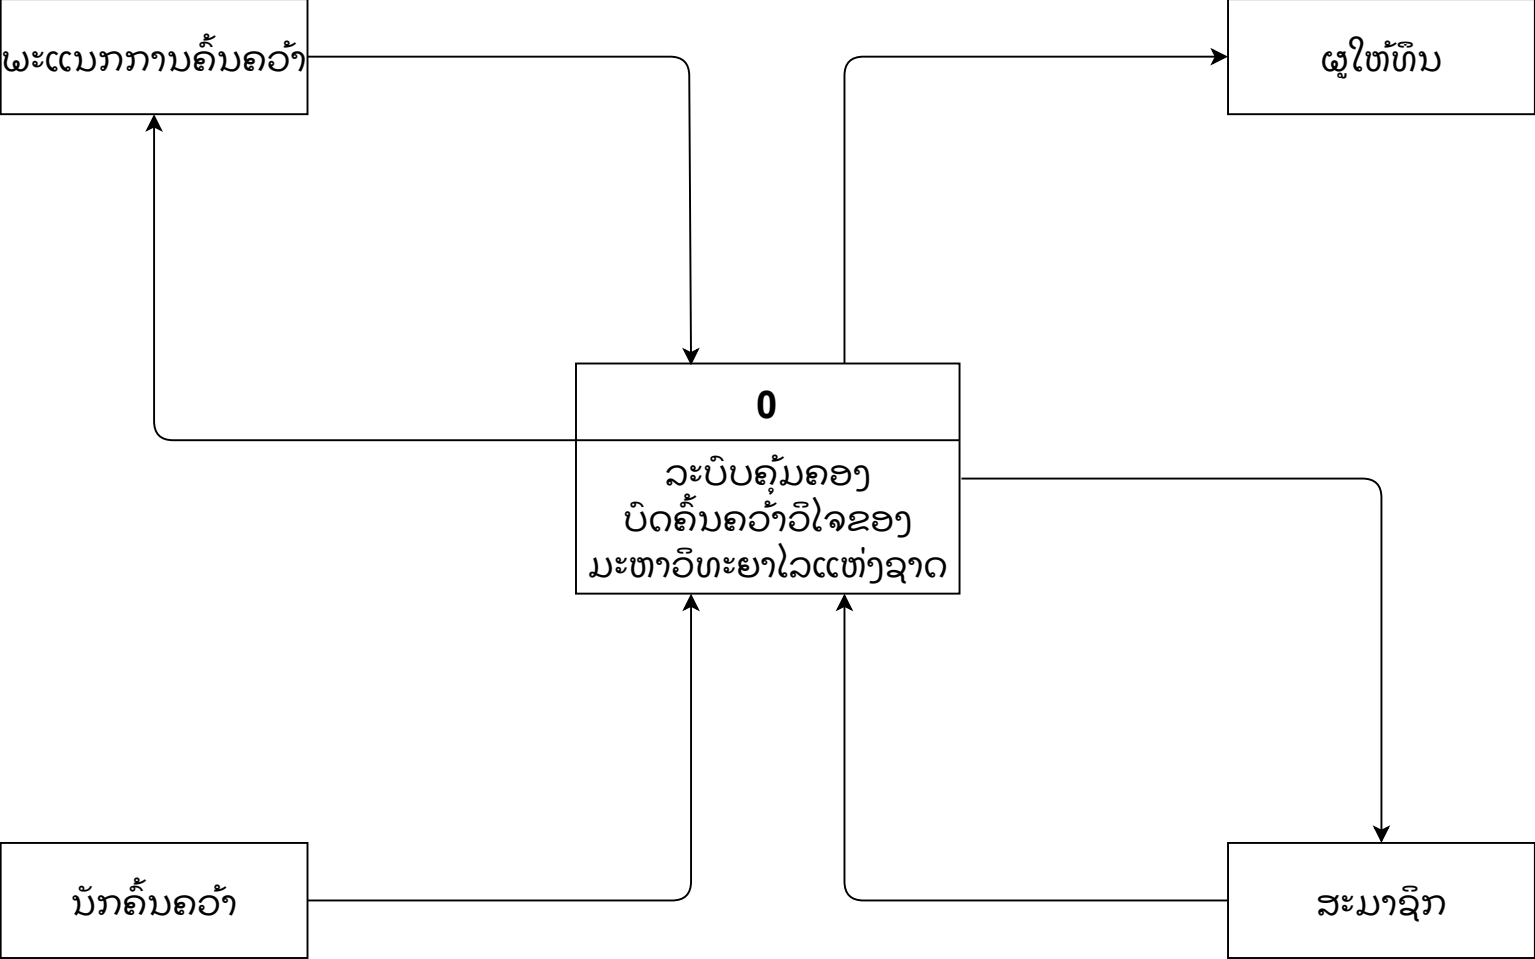 ພະແນກການຄົ້ນຄວ້າ
ຜູ້ໃຫ້ທຶນ
0
ລະບົບຄຸ້ມຄອງ
ບົດຄົ້ນຄວ້າວິໄຈຂອງ
ມະຫາວິທະຍາໄລແຫ່ງຊາດ
ນັກຄົ້ນຄວ້າ
ສະມາຊິກ